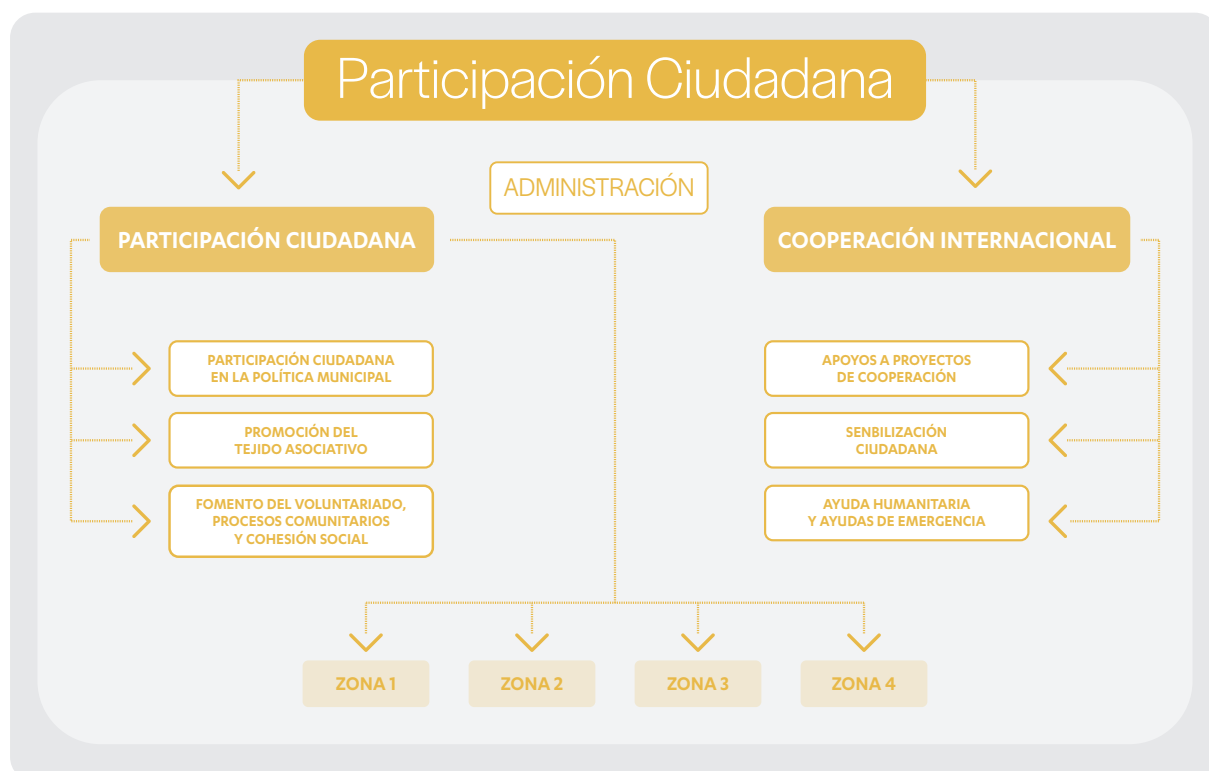 Participación Ciudadana
ADMINISTRACIÓN
PARTICIPACIÓN CIUDADANA
COOPERACIÓN INTERNACIONAL
PARTICIPACIÓN CIUDADANA
EN LA POLÍTICA MUNICIPAL
PROMOCIÓN DEL
TEJIDO ASOCIATIVO
FOMENTO DEL VOLUNTARIADO,
PROCESOS COMUNITARIOS
Y COHESIÓN SOCIAL
APOYOS A PROYECTOS
DE COOPERACIÓN
SENBILIZACIÓN
CIUDADANA
AYUDA HUMANITARIA
Y AYUDAS DE EMERGENCIA
ZONA 1
ZONA 2
ZONA 3
ZONA 4